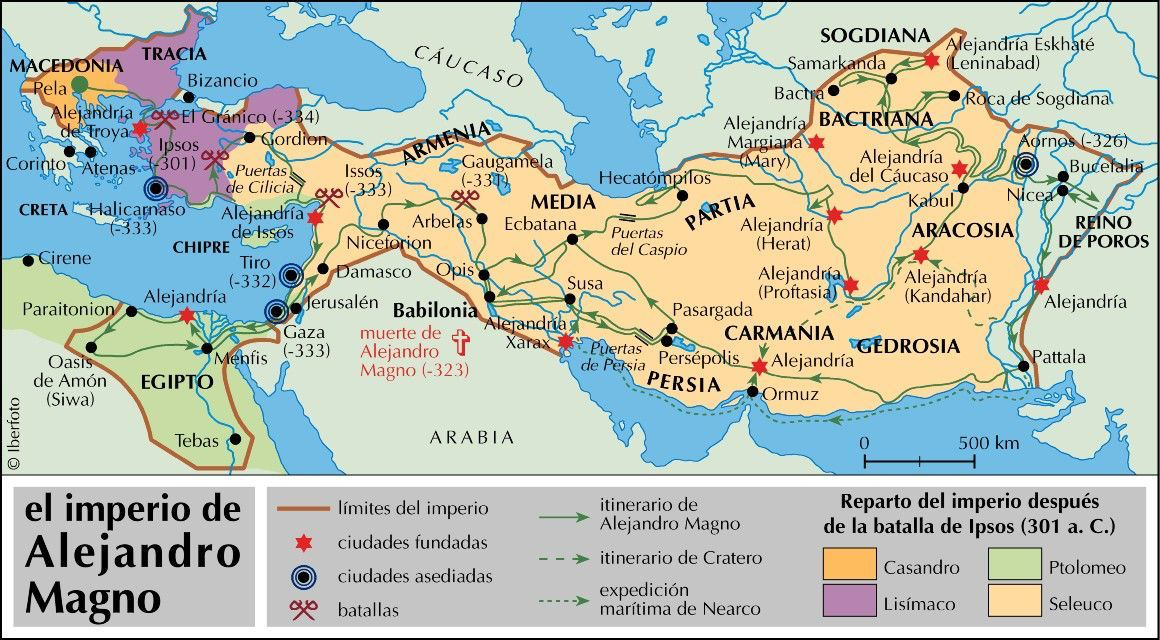 TRACIA
MACEDONIA
Pela
Bizancio
Alejandría
de Troya
El Gránico (-334)
Ipsos
(-301)
Gordion
Corinto
Atenas
Puertas
de Cilicia
CRETA
Halicarnaso
(-333)
CHIPRE
Alejandría
de Issos
Issos
(-333)
CÁUCASO
ARMENIA
Gaugamela
(-331)
Nicetorion
Arbelas
MEDIA
Ecbatana
Hecatómpilos
PARTIA
Puertas
del Caspio
SOGDIANA
Alejandría Eskhaté
(Leninabad)
Samarkanda
Bactra
Roca de Sogdiana
BACTRIANA
Alejandría
Margiana
(Mary)
Aornos (-326)
Bucefalia
Alejandría
del Cáucaso
Kabul
Nicea
REINO
DE POROS
Alejandría
(Herat)
ARACOSIA
Alejandría
(Proftasia)
Alejandría
(Kandahar)
Alejandría
Cirene
Tiro
(-332)
Damasco
Opis
Susa
Paraitonion
Alejandría
Jerusalén
Babilonia
Alejandría
Xarax
Pasargada
CARMANIA
GEDROSIA
Gaza
(-333)
muerte de
Alejandro
Magno (-323)
Puertas
de Persia
Persépolis
Alejandría
Pattala
Oasis
de Amón
(Siwa)
Menfis
EGIPTO
PERSIA
Ormuz
Tebas
ARABIA
0 500 km
© Iberfoto
el imperio de
Alejandro
Magno
límites del imperio
ciudades fundadas
ciudades asediadas
batallas
itinerario de
Alejandro Magno
itinerario de Cratero
expedición
marítima de Nearco
Reparto del imperio después
de la batalla de Ipsos (301 a. C.)
Casandro
Ptolomeo
Lisímaco
Seleuco